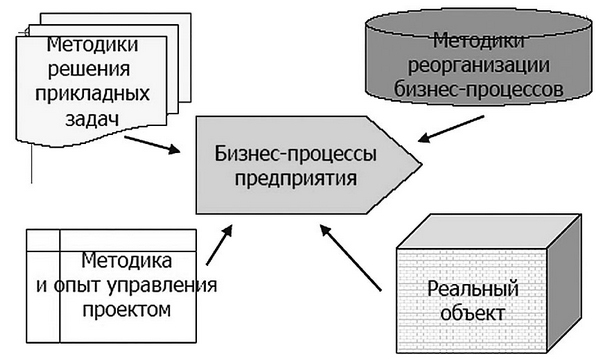 Методики
решения
прикладных
задач
Методики
реорганизации
бизнес-процессов
Бизнес-процессы
предприятия
Методика
и опыт управления
проектом
Реальный
объект